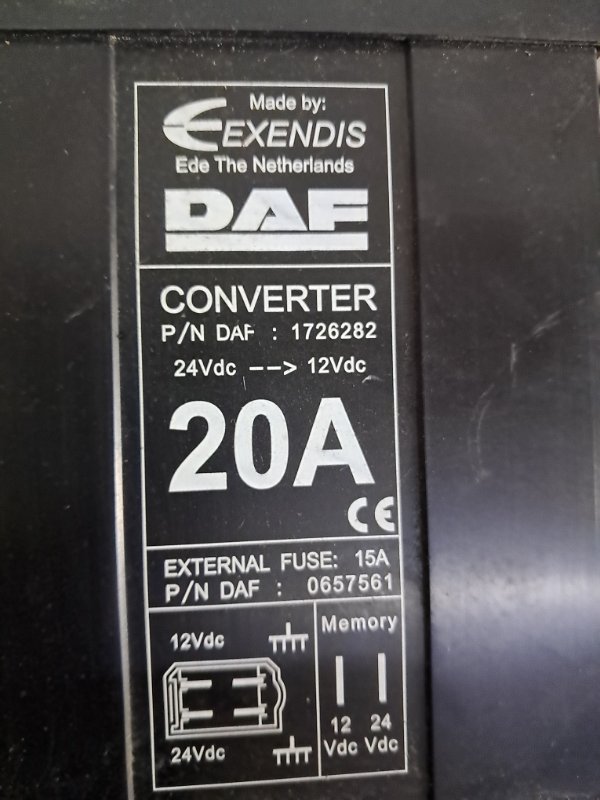 Made by:
EXENDIS
Ede The Netherlands
DAF
CONVERTER
P/N DAF : 1726282
24Vdc --> 12Vdc
20A
CE
EXTERNAL FUSE: 15A
P/N DAF : 0657561
12Vdc
24Vdc
Memory
12 24
Vdc Vdc